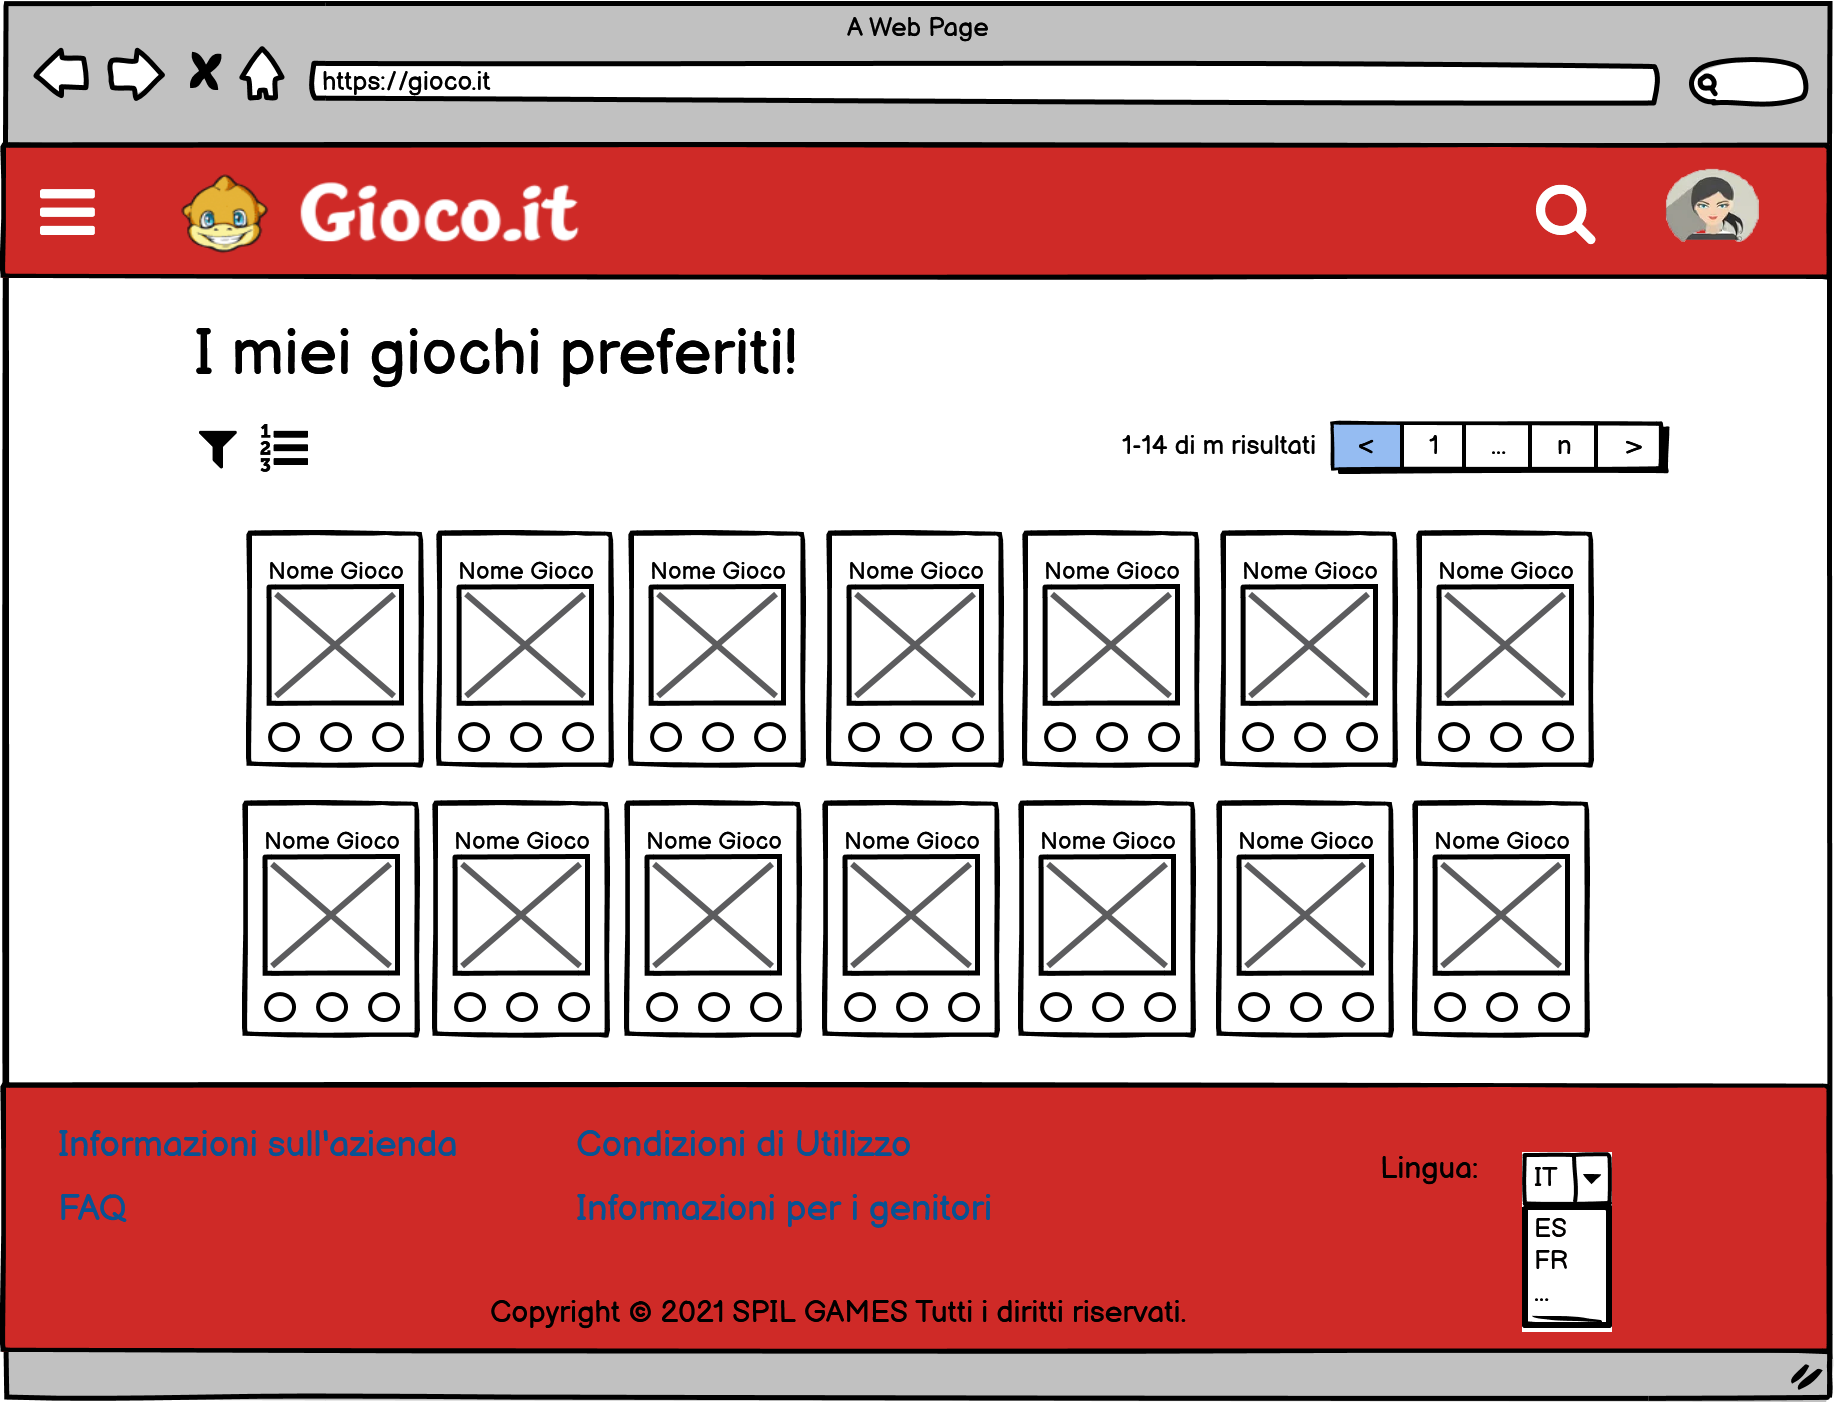 A Web Page
https://gioco.it
Gioco.it
I miei giochi preferiti!
1
2
3
1-14 di m risultati < 1 ... n >
Nome Gioco Nome Gioco Nome Gioco Nome Gioco Nome Gioco Nome Gioco Nome Gioco
Nome Gioco Nome Gioco Nome Gioco Nome Gioco Nome Gioco Nome Gioco Nome Gioco
Informazioni sull'azienda Condizioni di Utilizzo
Lingua: IT
FAQ Informazioni per i genitori
ES
FR
...
Copyright © 2021 SPIL GAMES Tutti i diritti riservati.